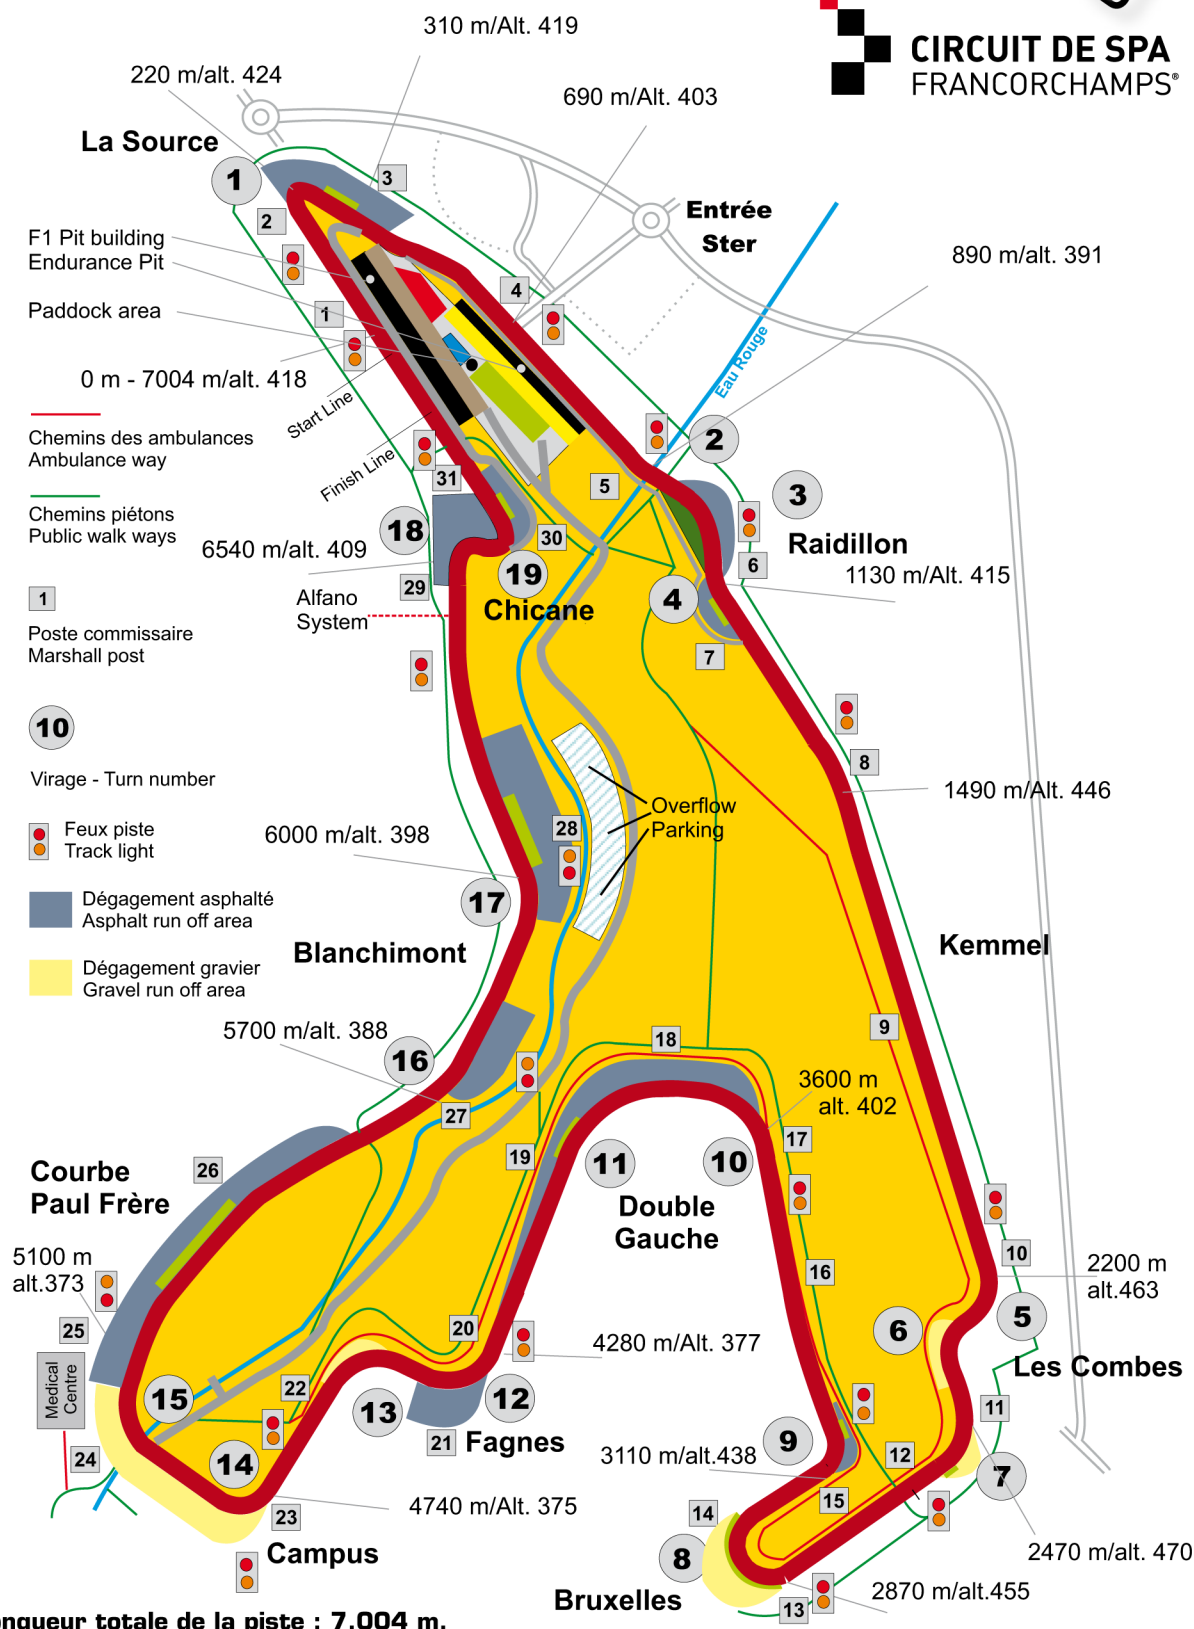 310 m/Alt. 419
CIRCUIT DE SPA
FRANCORCHAMPS®
220 m/alt. 424
690 m/Alt. 403
La Source
1
3
2
Entrée
Ster
F1 Pit building
Endurance Pit
890 m/alt. 391
4
Paddock area
1
Eau Rouge
0 m - 7004 m/alt. 418
Start Line
Chemins des ambulances
Ambulance way
2
Finish Line
31
5
3
Chemins piétons
Public walk ways
18
30
Raidillon
6540 m/alt. 409
6
1130 m/Alt. 415
19
29
1
Alfano
System
Chicane
4
Poste commissaire
Marshall post
7
10
8
Virage - Turn number
1490 m/Alt. 446
Overflow
Parking
Feux piste
Track light
6000 m/alt. 398
28
Dégagement asphalté
Asphalt run off area
17
Kemmel
Blanchimont
Dégagement gravier
Gravel run off area
5700 m/alt. 388
9
18
16
3600 m
alt. 402
27
17
26
19
11
10
Courbe
Paul Frère
Double
Gauche
5100 m
alt.373
10
16
2200 m
alt.463
25
20
6
5
4280 m/Alt. 377
Les Combes
Medical
Centre
15
22
13
12
11
21
Fagnes
9
24
14
3110 m/alt.438
12
7
4740 m/Alt. 375
15
23
14
Campus
8
2470 m/alt. 470
Bruxelles
2870 m/alt.455
13
ongueur totale de la piste : 7.004 m.